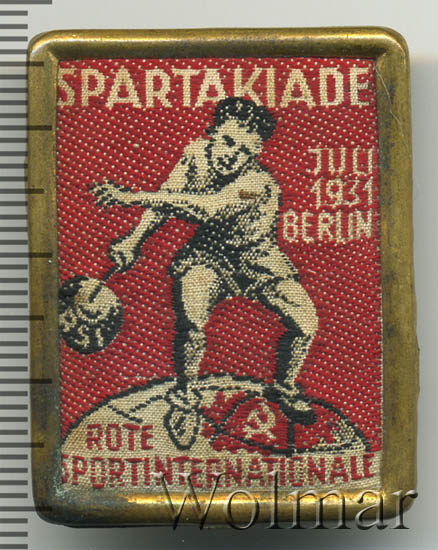 SPARTAKIADE
JULI
1931
BERLIN
ROTE
SPORTINTERNATIONALE
Wolmar